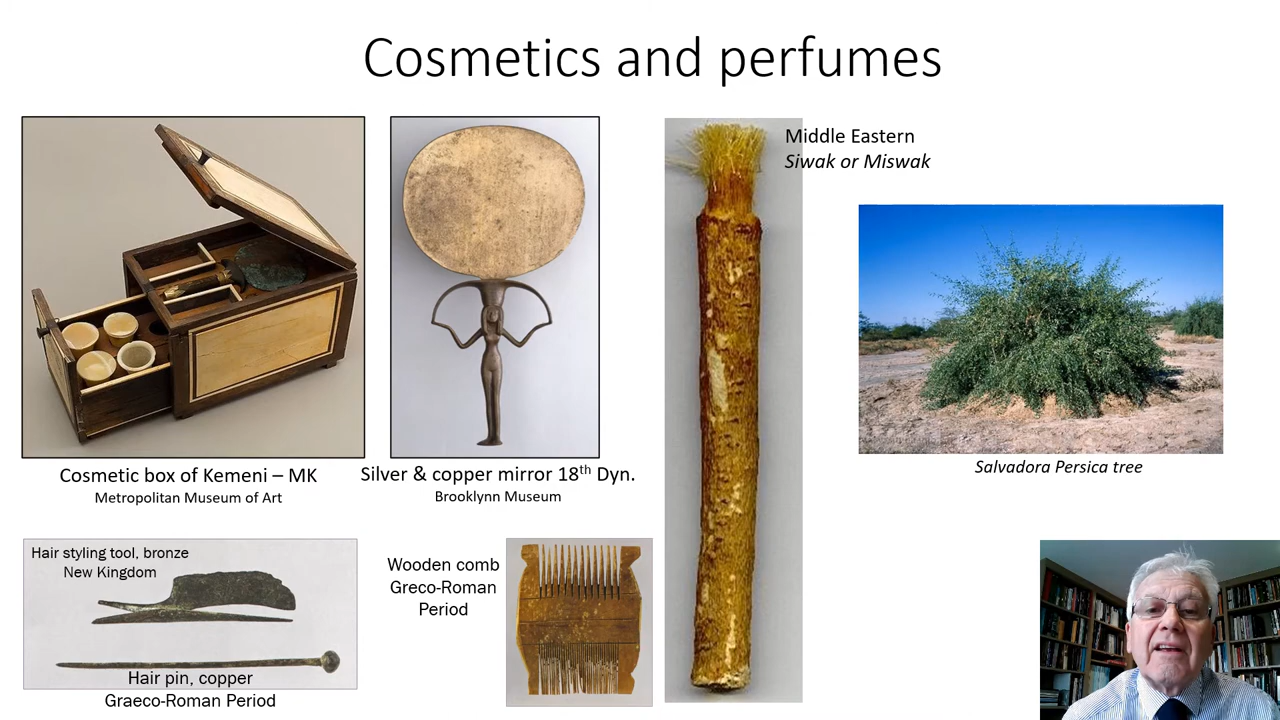 Cosmetics and perfumes
Middle Eastern
Siwak or Miswak
Cosmetic box of Kemeni – MK
Metropolitan Museum of Art
Silver & copper mirror 18th Dyn.
Brooklynn Museum
Salvadora Persica tree
Hair styling tool, bronze
New Kingdom
Hair pin, copper
Graeco-Roman Period
Wooden comb
Greco-Roman
Period